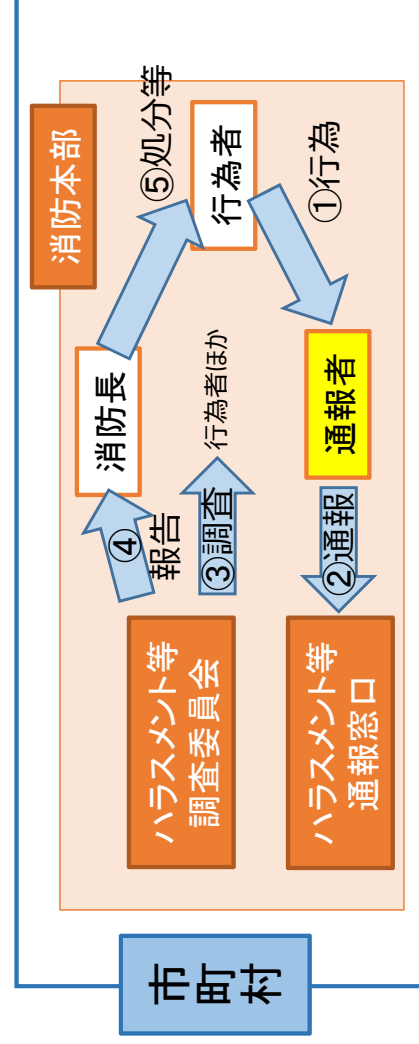 市町村
消防本部
ハラスメント等
調査委員会
④
報告
③調査
行為者ほか
消防長
⑤処分等
行為者
①行為
通報者
②通報
ハラスメント等
通報窓口